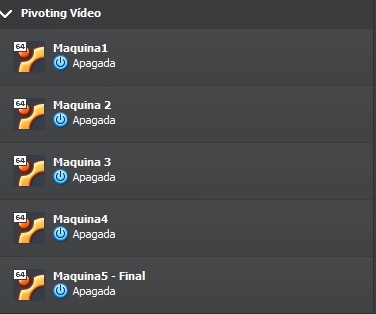 Pivoting Vídeo
64
Maquina1
Apagada
64
Maquina 2
Apagada
64
Maquina 3
Apagada
64
Maquina4
Apagada
64
Maquina5 - Final
Apagada